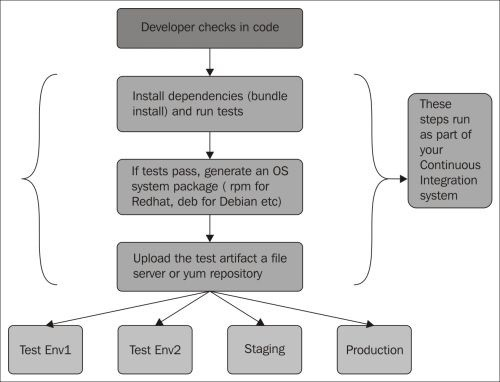 Developer checks in code
Install dependencies (bundle
install) and run tests
If tests pass, generate an OS
system package ( rpm for
Redhat, deb for Debian etc)
Upload the test artifact a file
server or yum repository
These
steps run
as part of
your
Continuous
Integration
system
Test Env1
Test Env2
Staging
Production